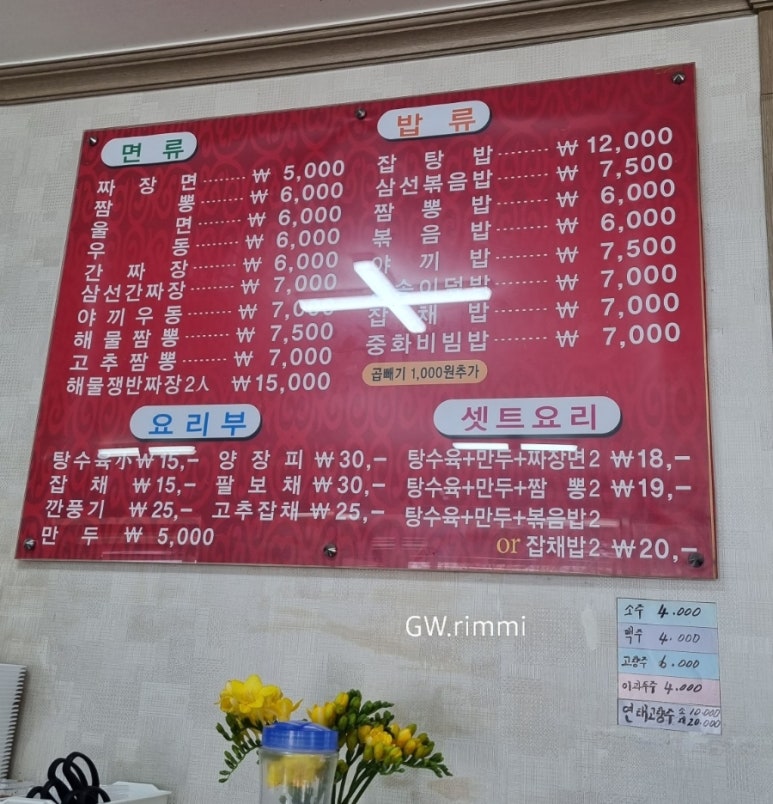 면 류
짜 장 면 ₩ 5,000
짬 뽕 ₩ 6,000
울 면 ₩ 6,000
우 동 ₩ 6,000
간 짜 장 ₩ 6,000
삼선간짜장 ₩ 7,000
야끼우동 ₩
해물짬뽕 ₩ 7,500
고추짬뽕 ₩ 7,000
해물쟁반짜장2人 ₩15,000
밥 류
잡 탕 밥 ₩ 12,000
삼선볶음밥 ₩ 7,500
짬 뽕 밥 ₩ 6,000
볶 음 밥 ₩ 6,000
야 끼 밥 ₩ 7,500
₩ 7,000
잡 채 밥 ₩ 7,000
중화비빔밥 ₩ 7,000
곱빼기 1,000원추가
요리부
탕수육小 ₩15,- 양 장 피 ₩30,-
잡 채 ₩15,- 팔 보 채 ₩30,-
깐풍기 ₩25,- 고추잡채 ₩25,-
만 두 ₩ 5,000
셋트요리
탕수육+만두+짜장면2 ₩18,-
탕수육+만두+짬 뽕2 ₩19,-
탕수육+만두+볶음밥2
or 잡채밥2 ₩20,-
GW.rimmi
소주 4.000
맥주 4.000
고량주 6.000
이과두주 4.000
연태고량주 소 10.000
20.000